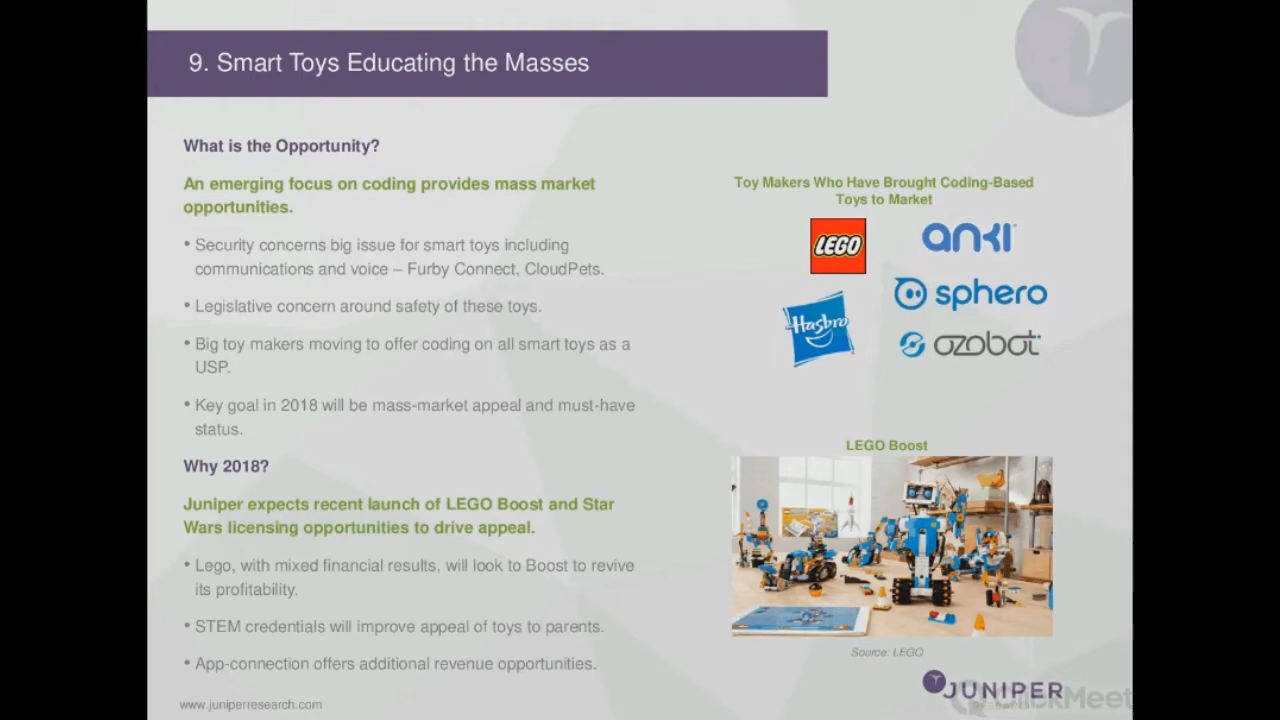 9. Smart Toys Educating the Masses
What is the Opportunity?
An emerging focus on coding provides mass market
opportunities.
• Security concerns big issue for smart toys including
communications and voice – Furby Connect, CloudPets.
• Legislative concern around safety of these toys.
• Big toy makers moving to offer coding on all smart toys as a
USP.
• Key goal in 2018 will be mass-market appeal and must-have
status.
Why 2018?
Juniper expects recent launch of LEGO Boost and Star
Wars licensing opportunities to drive appeal.
• Lego, with mixed financial results, will look to Boost to revive
its profitability.
• STEM credentials will improve appeal of toys to parents.
• App-connection offers additional revenue opportunities.
www.juniperresearch.com
Toy Makers Who Have Brought Coding-Based
Toys to Market
LEGO
anki
Hasbro
sphero
ozobot
LEGO Boost
Source: LEGO
JUNIPER